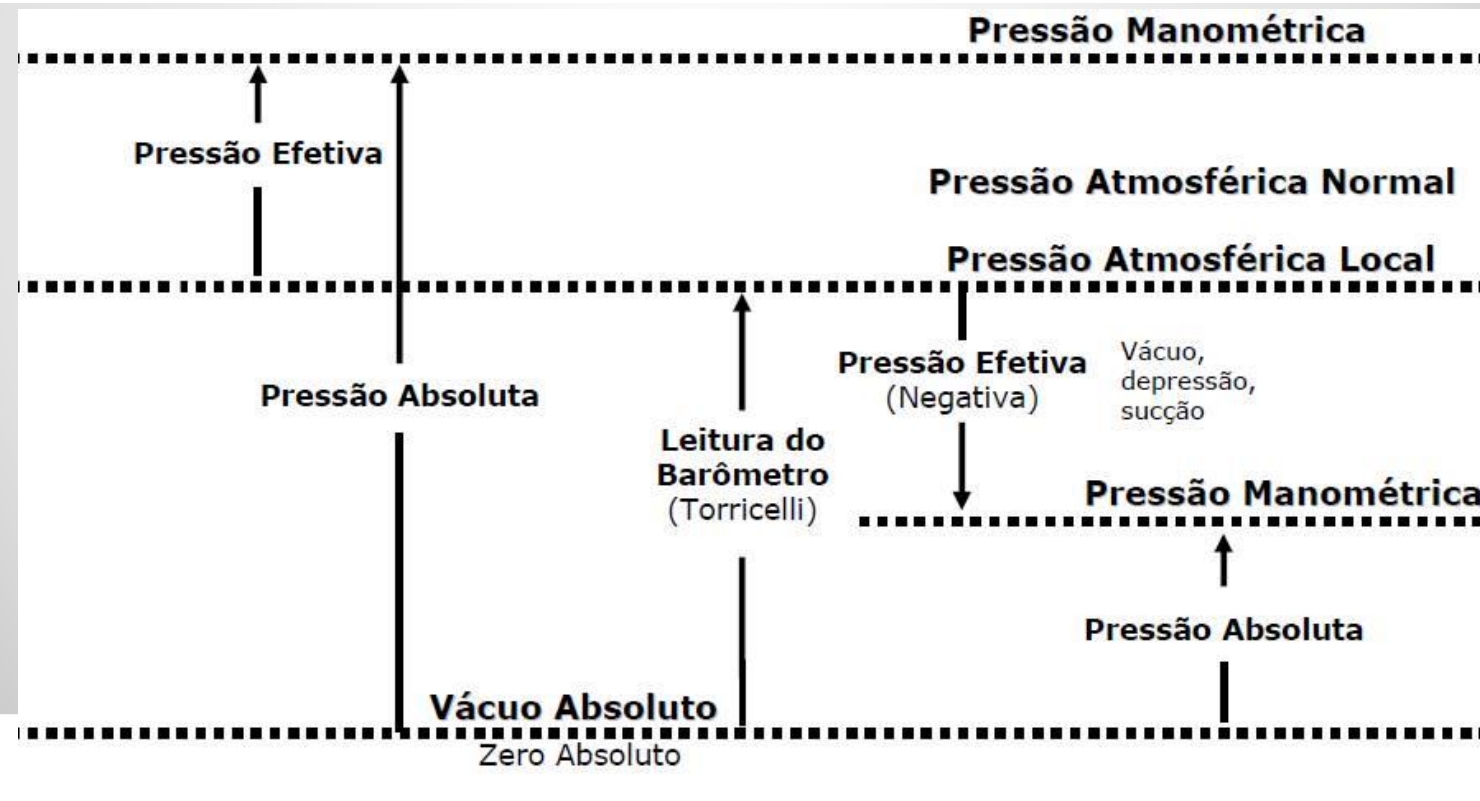 Pressão Manométrica
Pressão Efetiva
Pressão Atmosférica Normal
Pressão Atmosférica Local
Pressão Efetiva
(Negativa)
Vácuo,
depressão,
sucção
Pressão Absoluta
Leitura do
Barômetro
(Torricelli)
Pressão Manométrica
Pressão Absoluta
Vácuo Absoluto
Zero Absoluto